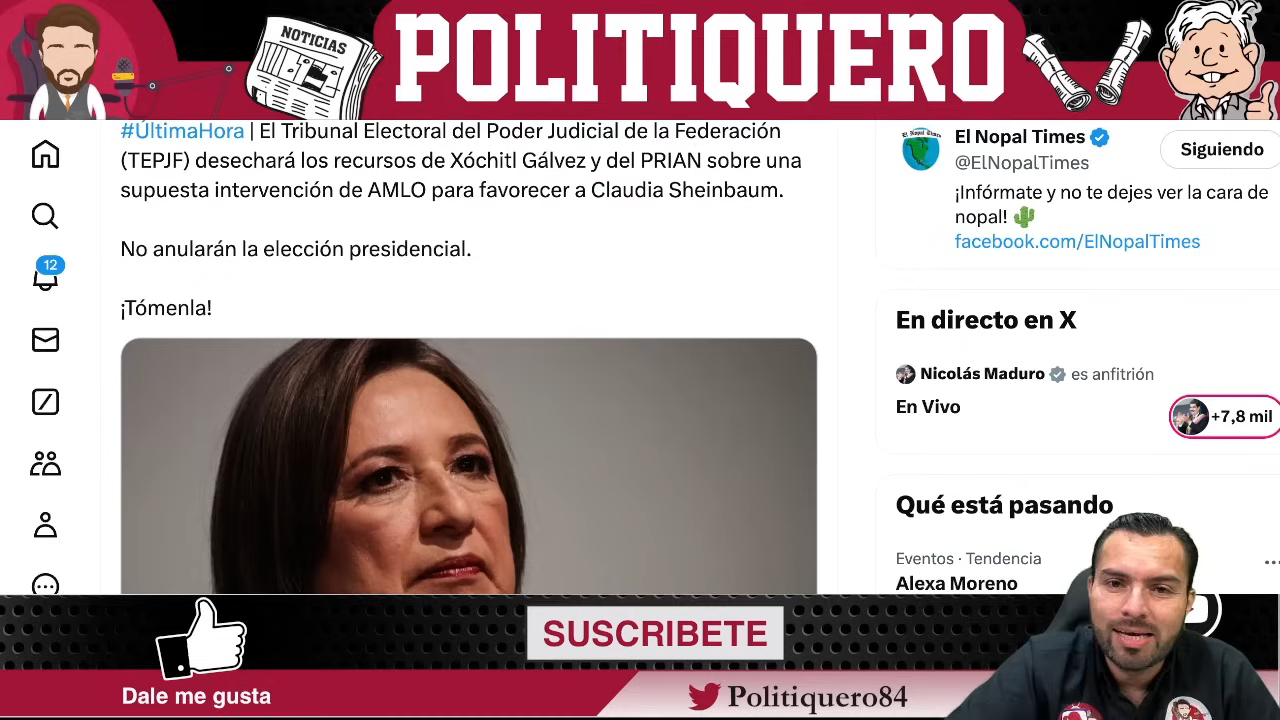 NOTICIAS
POLITIQUERO
#ÚltimaHora | El Tribunal Electoral del Poder Judicial de la Federación
(TEPJF) desechará los recursos de Xóchitl Gálvez y del PRIAN sobre una
supuesta intervención de AMLO para favorecer a Claudia Sheinbaum.
No anularán la elección presidencial.
¡Tómenla!
12
El Nopal Times
El Nopal Times
@ElNopalTimes
Siguiendo
¡Infórmate y no te dejes ver la cara de
nopal! 🌵
facebook.com/ElNopalTimes
En directo en X
Nicolás Maduro es anfitrión
En Vivo
+7,8 mil
Qué está pasando
Eventos · Tendencia
Alexa Moreno
SUSCRIBETE
Dale me gusta
Politiquero84